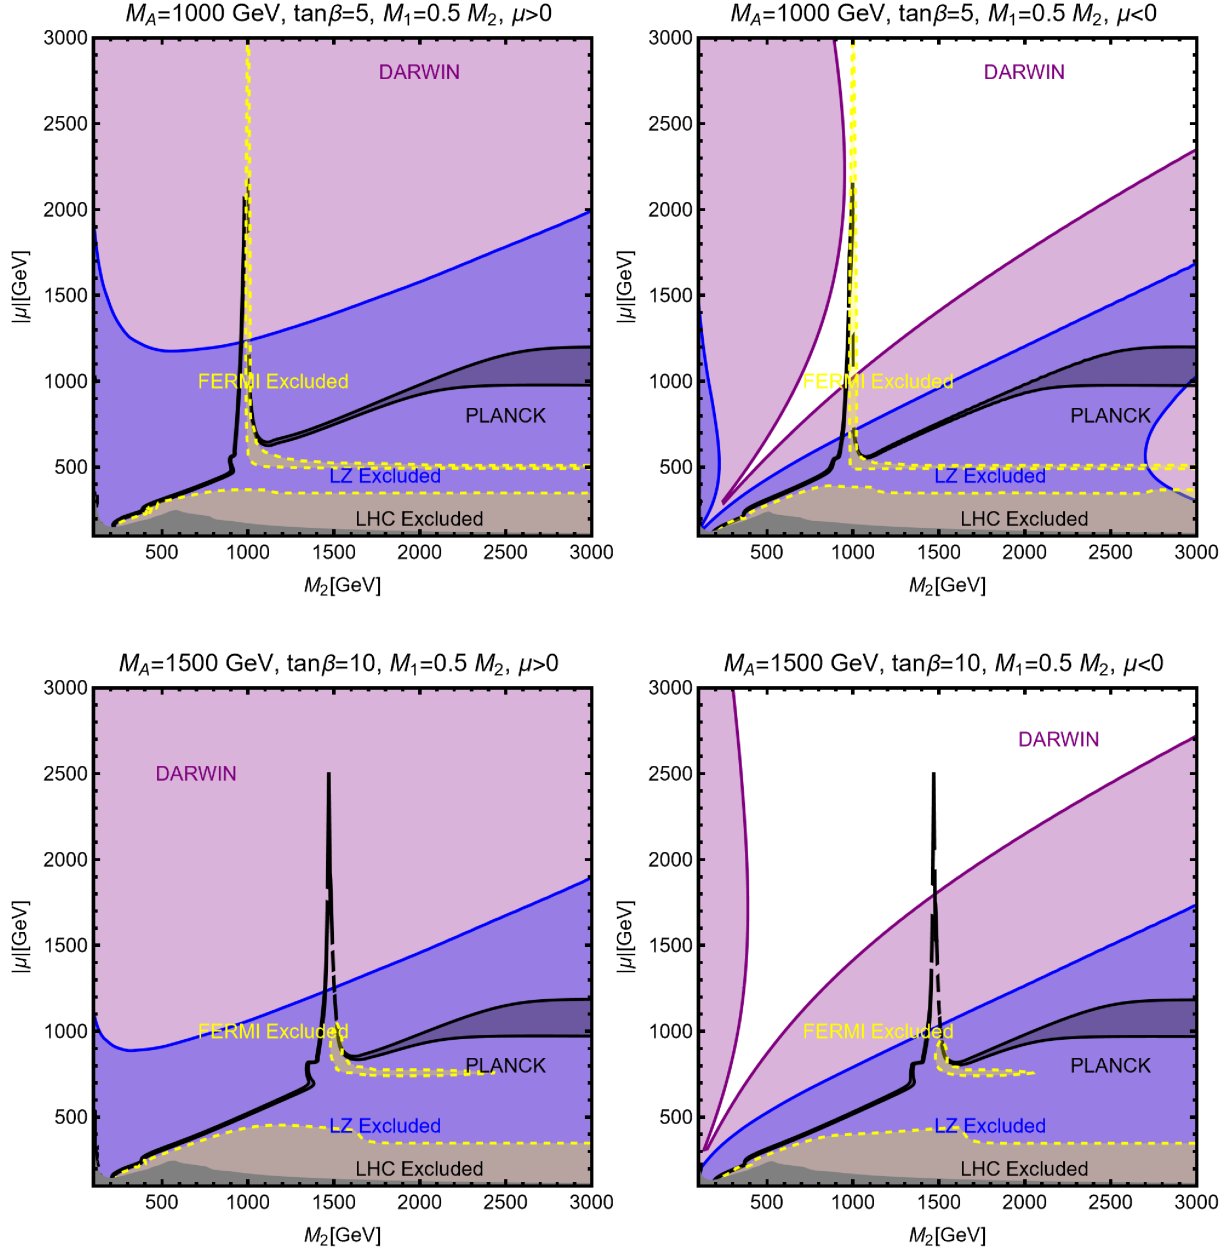 M_A=1000 GeV, tanβ=5, M_1=0.5 M_2, μ>0
3000
2500
2000
1500
1000
500
|μ|[GeV]
DARWIN
FERMI Excluded
PLANCK
LZ Excluded
LHC Excluded
500 1000 1500 2000 2500 3000
M_2[GeV]
M_A=1000 GeV, tanβ=5, M_1=0.5 M_2, μ<0
3000
2500
2000
1500
1000
500
|μ|[GeV]
DARWIN
FERMI Excluded
PLANCK
LZ Excluded
LHC Excluded
500 1000 1500 2000 2500 3000
M_2[GeV]
M_A=1500 GeV, tanβ=10, M_1=0.5 M_2, μ>0
3000
2500
2000
1500
1000
500
|μ|[GeV]
DARWIN
FERMI Excluded
PLANCK
LZ Excluded
LHC Excluded
500 1000 1500 2000 2500 3000
M_2[GeV]
M_A=1500 GeV, tanβ=10, M_1=0.5 M_2, μ<0
3000
2500
2000
1500
1000
500
|μ|[GeV]
DARWIN
FERMI Excluded
PLANCK
LZ Excluded
LHC Excluded
500 1000 1500 2000 2500 3000
M_2[GeV]